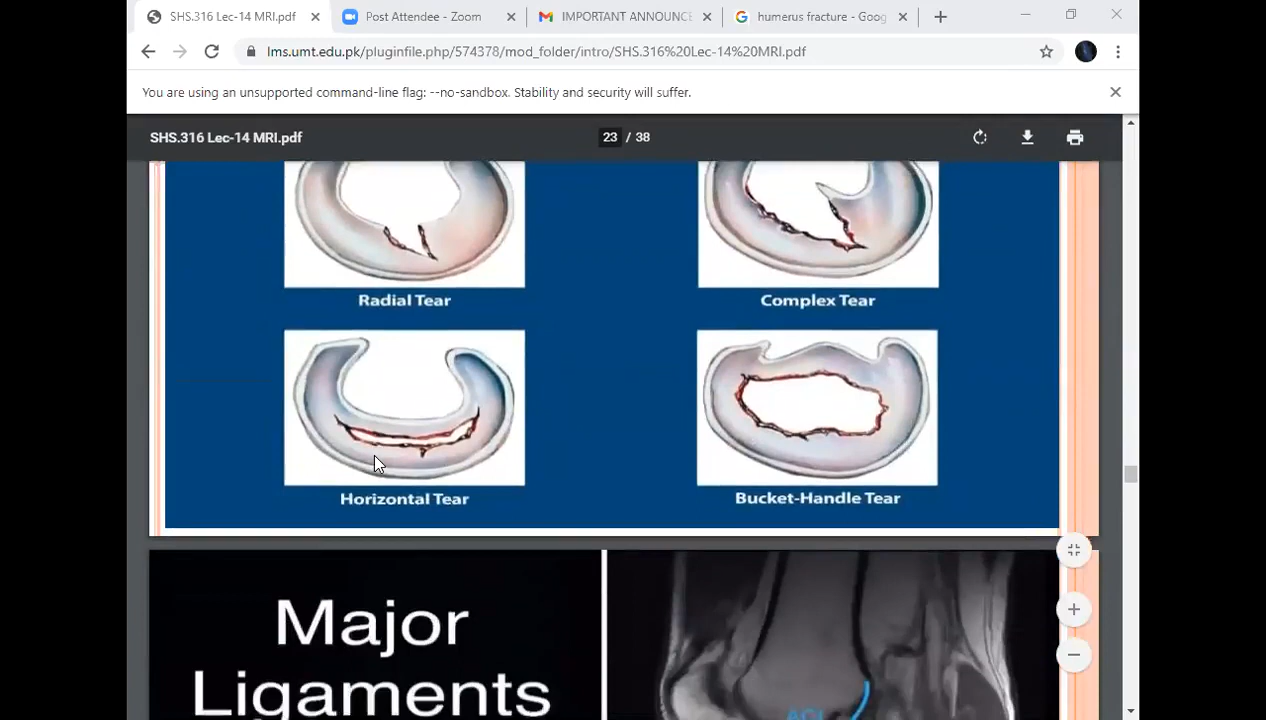 SHS.316 Lec-14 MRI.pdf
Post Attendee - Zoom
IMPORTANT ANNOUNC
humerus fracture - Goog
lms.umt.edu.pk/pluginfile.php/574378/mod_folder/intro/SHS.316%20Lec-14%20MRI.pdf
You are using an unsupported command-line flag: --no-sandbox. Stability and security will suffer.
SHS.316 Lec-14 MRI.pdf
23 / 38
Radial Tear
Complex Tear
Horizontal Tear
Bucket-Handle Tear
Major
Ligaments
ACL